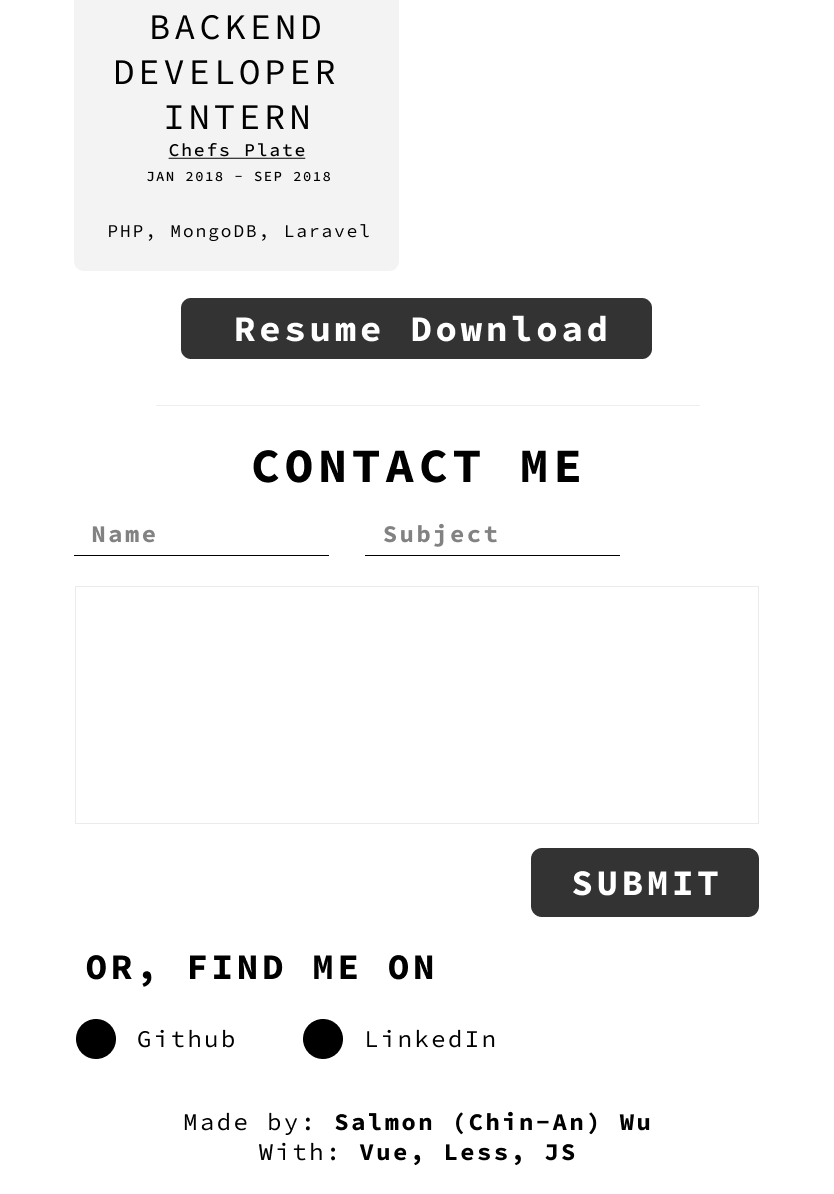 BACKEND
DEVELOPER
INTERN
Chefs Plate
JAN 2018 – SEP 2018
PHP, MongoDB, Laravel
Resume Download
CONTACT ME
Name Subject
SUBMIT
OR, FIND ME ON
Github LinkedIn
Made by: Salmon (Chin-An) Wu
With: Vue, Less, JS